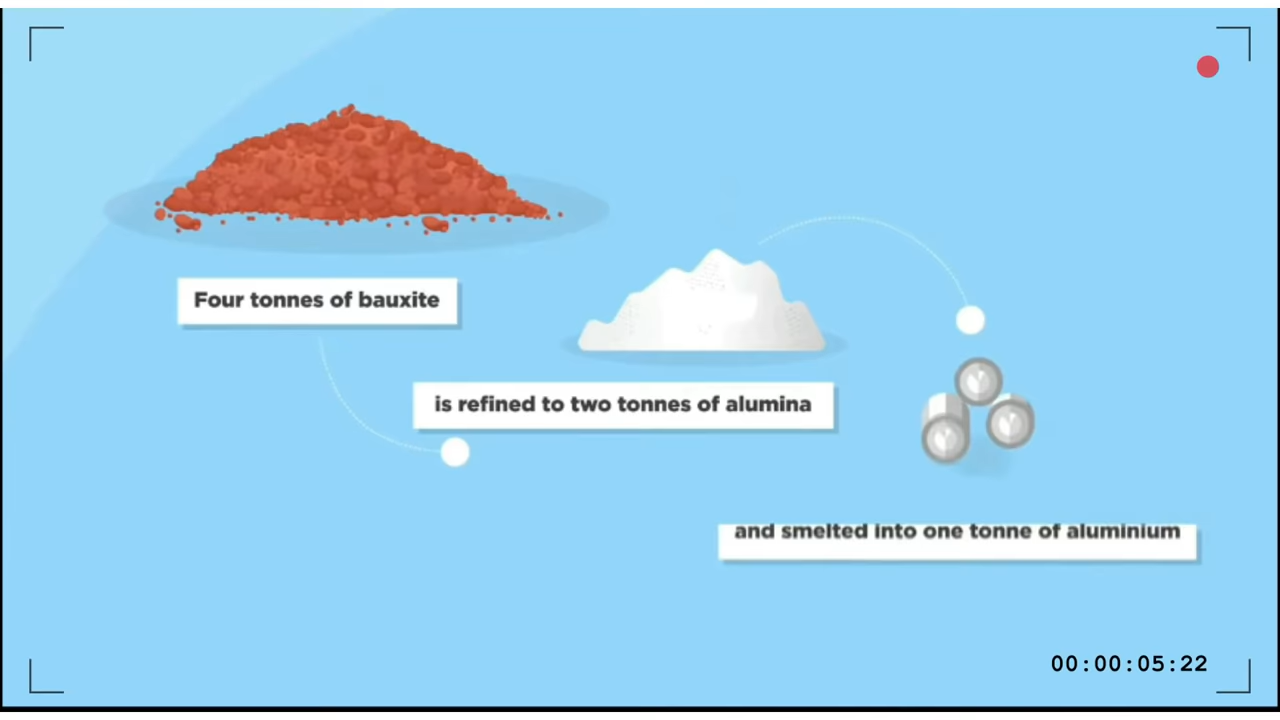 Four tonnes of bauxite
is refined to two tonnes of alumina
and smelted into one tonne of aluminium
00:00:05:22